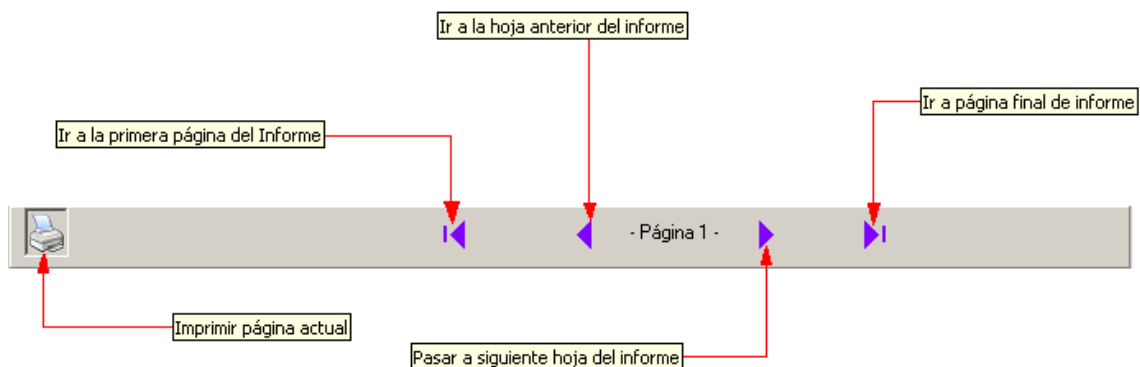 Ir a la hoja anterior del informe
Ir a página final de informe
Ir a la primera página del Informe
- Página 1 -
Imprimir página actual
Pasar a siguiente hoja del informe